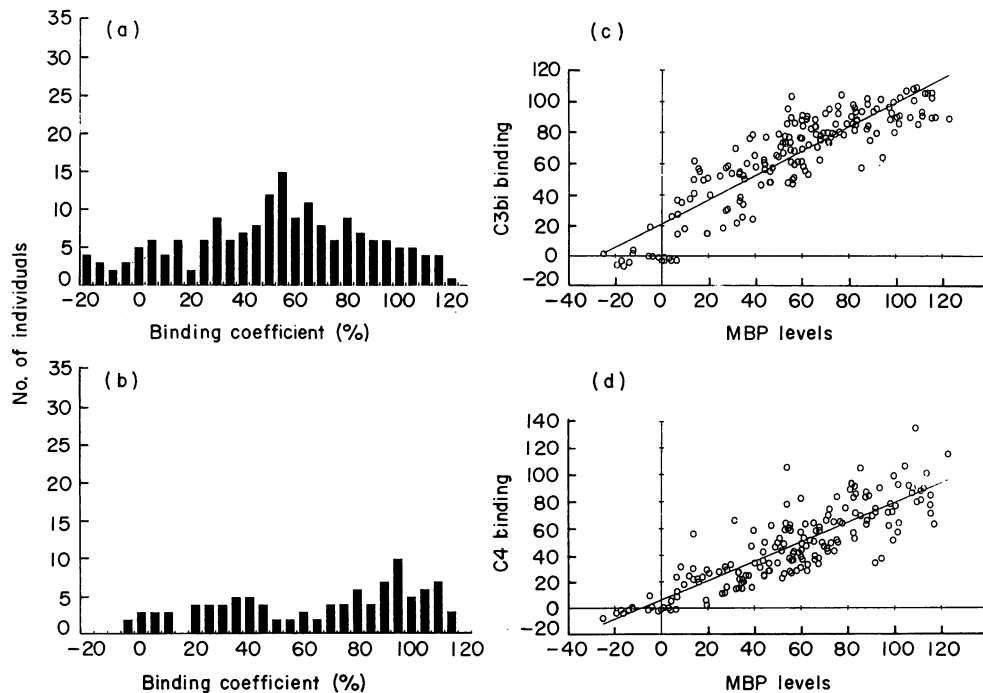 No. of individuals
(a)
35
30
25
20
15
10
5
0
-20 0 20 40 60 80 100 120
Binding coefficient (%)
(b)
35
30
25
20
15
10
5
0
-20 0 20 40 60 80 100 120
Binding coefficient (%)
(c)
C3bi binding
120
100
80
60
40
20
0
-20
-40 -20 0 20 40 60 80 100 120
MBP levels
(d)
C4 binding
140
120
100
80
60
40
20
0
-20
-40 -20 0 20 40 60 80 100 120
MBP levels